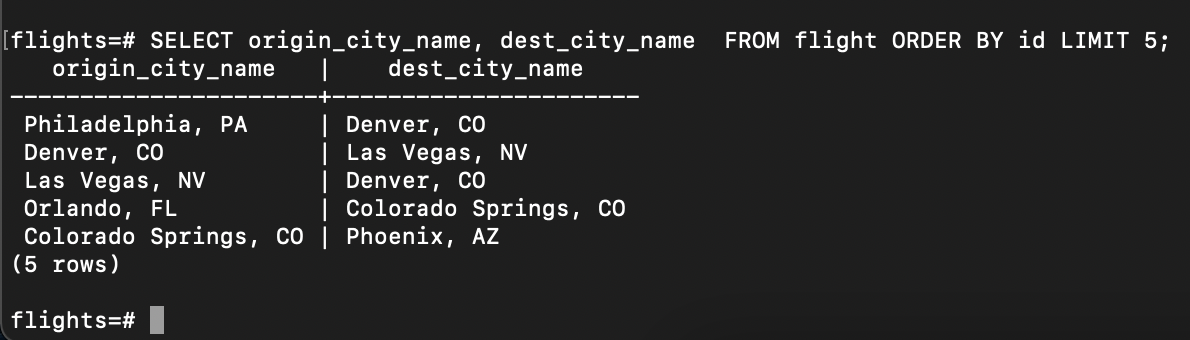 [flights=# SELECT origin_city_name, dest_city_name  FROM flight ORDER BY id LIMIT 5;
   origin_city_name   |    dest_city_name
----------------------+----------------------
 Philadelphia, PA     | Denver, CO
 Denver, CO           | Las Vegas, NV
 Las Vegas, NV        | Denver, CO
 Orlando, FL          | Colorado Springs, CO
 Colorado Springs, CO | Phoenix, AZ
(5 rows)
flights=#